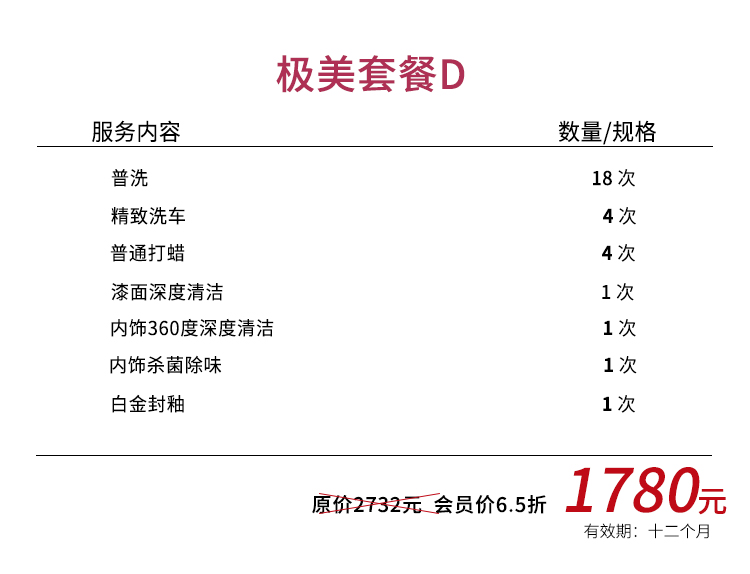 极美套餐D
服务内容 数量/规格
普洗 18 次
精致洗车 4 次
普通打蜡 4 次
漆面深度清洁 1 次
内饰360度深度清洁 1 次
内饰杀菌除味 1 次
白金封釉 1 次
原价2732元 会员价6.5折 1780元
有效期：十二个月